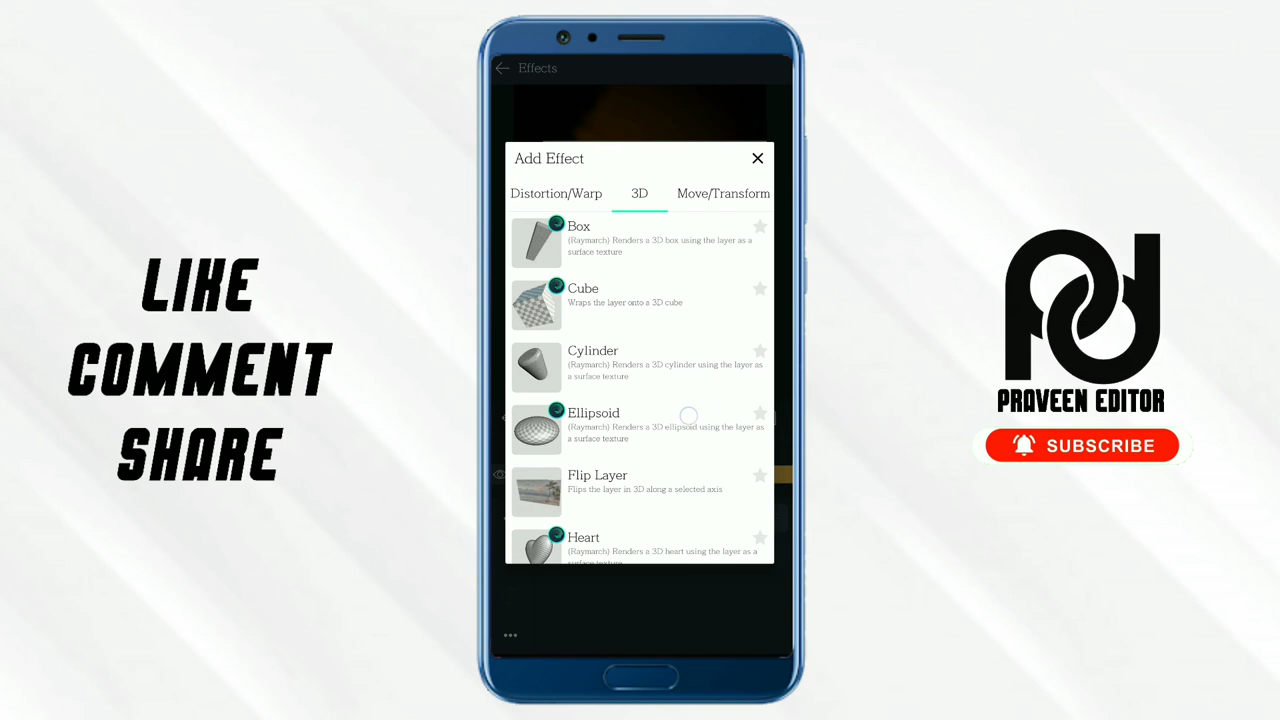 Effects
Add Effect
Distortion/Warp 3D Move/Transform
Box
(Raymarch) Renders a 3D box using the layer as a
surface texture
Cube
Wraps the layer onto a 3D cube
Cylinder
(Raymarch) Renders a 3D cylinder using the layer
as a surface texture
Ellipsoid
(Raymarch) Renders a 3D ellipsoid using the layer
as a surface texture
Flip Layer
Flips the layer in 3D along a selected axis
Heart
(Raymarch) Renders a 3D heart using the layer as a
surface texture
LIKE
COMMENT
SHARE
pd
PRAVEEN EDITOR
SUBSCRIBE